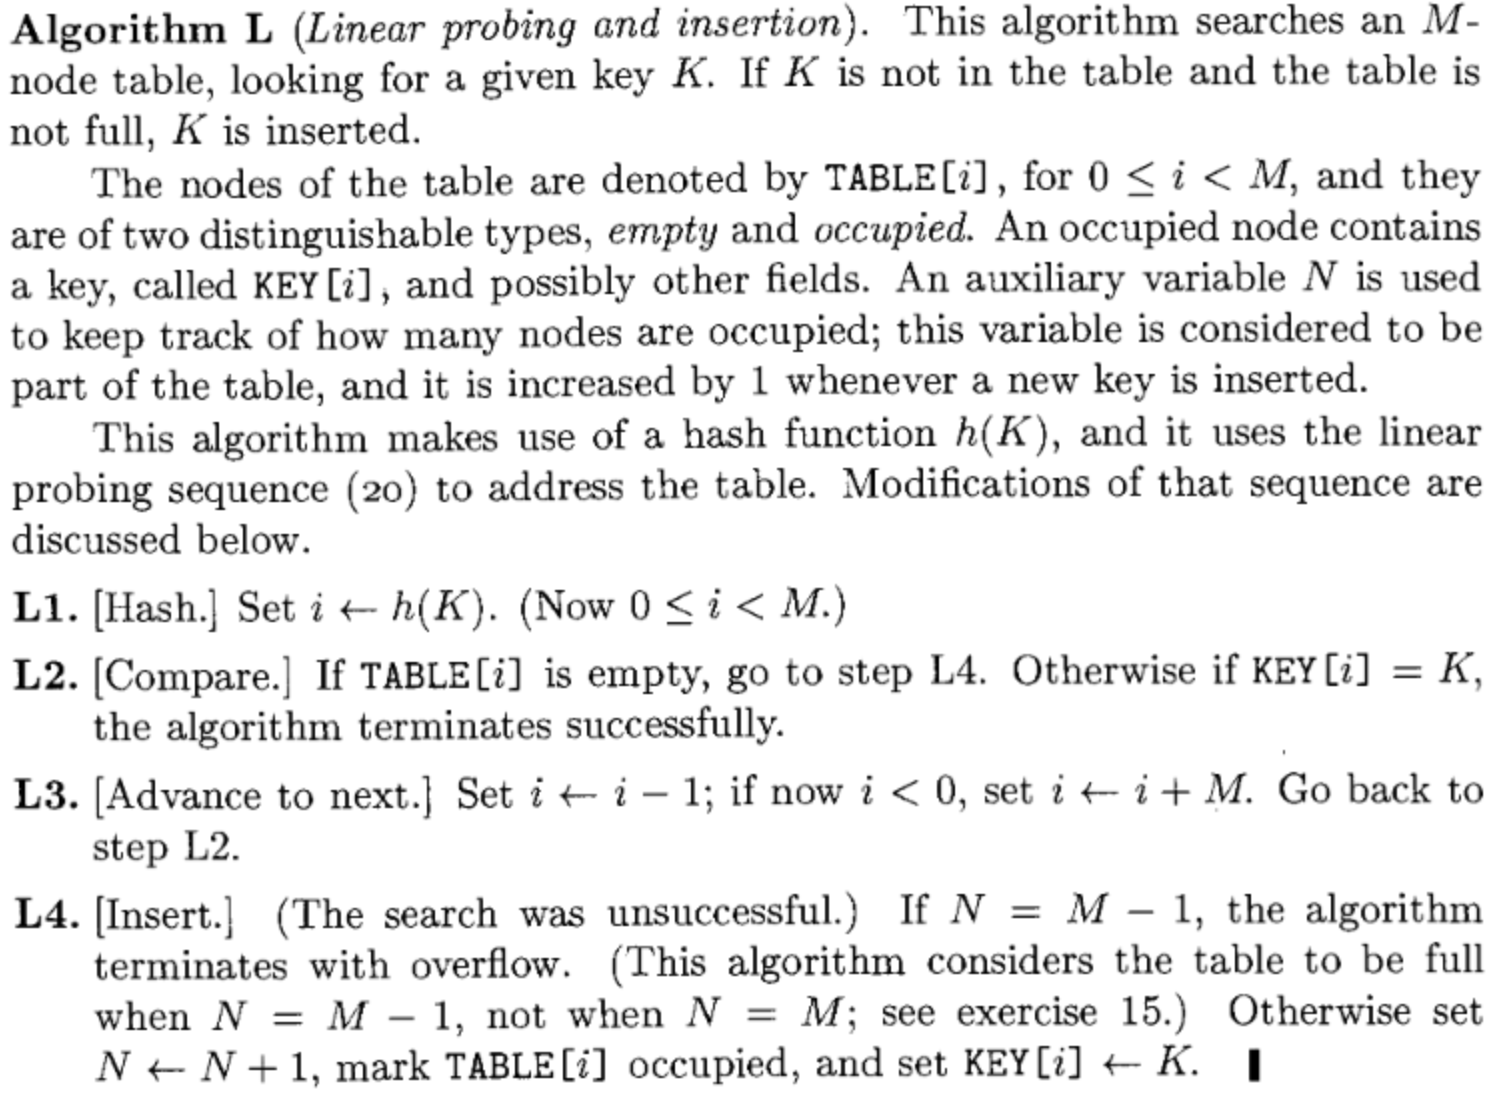 Algorithm L (Linear probing and insertion). This algorithm searches an M-
node table, looking for a given key K. If K is not in the table and the table is
not full, K is inserted.
The nodes of the table are denoted by TABLE[i], for 0 ≤ i < M, and they
are of two distinguishable types, empty and occupied. An occupied node contains
a key, called KEY[i], and possibly other fields. An auxiliary variable N is used
to keep track of how many nodes are occupied; this variable is considered to be
part of the table, and it is increased by 1 whenever a new key is inserted.
This algorithm makes use of a hash function h(K), and it uses the linear
probing sequence (20) to address the table. Modifications of that sequence are
discussed below.
L1. [Hash.] Set i ← h(K). (Now 0 ≤ i < M.)
L2. [Compare.] If TABLE[i] is empty, go to step L4. Otherwise if KEY[i] = K,
the algorithm terminates successfully.
L3. [Advance to next.] Set i ← i − 1; if now i < 0, set i ← i + M. Go back to
step L2.
L4. [Insert.] (The search was unsuccessful.) If N = M − 1, the algorithm
terminates with overflow. (This algorithm considers the table to be full
when N = M − 1, not when N = M; see exercise 15.) Otherwise set
N ← N + 1, mark TABLE[i] occupied, and set KEY[i] ← K. ▮